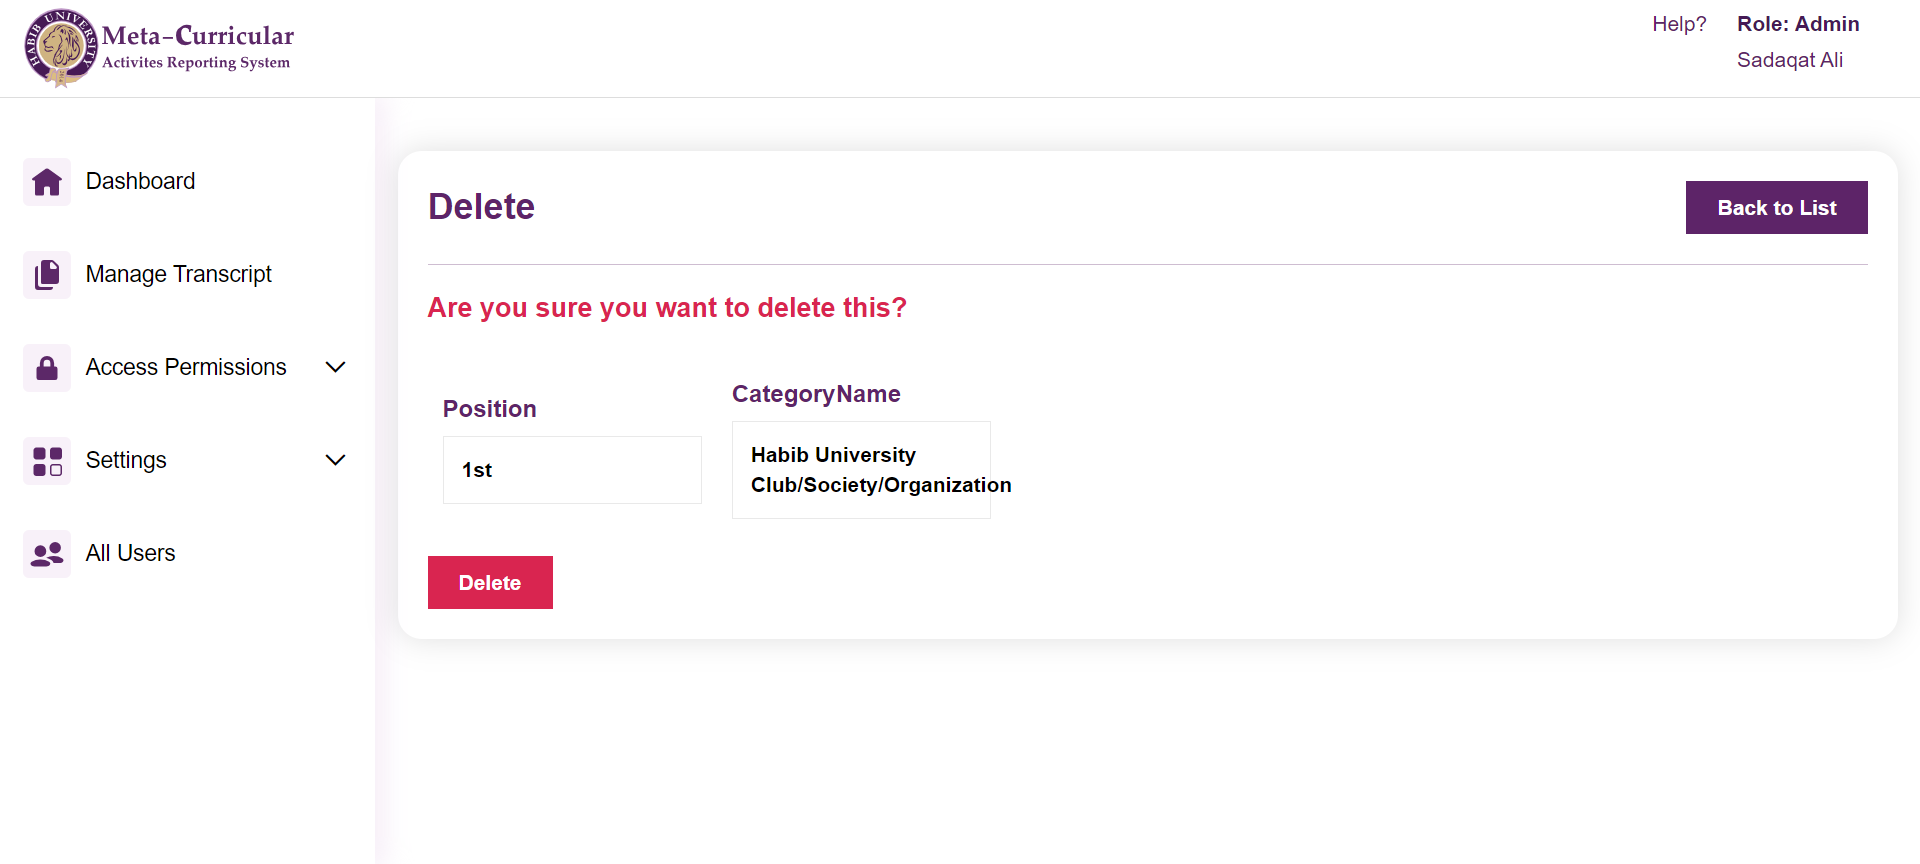 HABIB UNIVERSITY
Meta-Curricular
Activites Reporting System
Help?
Role: Admin
Sadaqat Ali
Dashboard
Manage Transcript
Access Permissions
Settings
All Users
Delete
Back to List
Are you sure you want to delete this?
Position
1st
CategoryName
Habib University
Club/Society/Organization
Delete